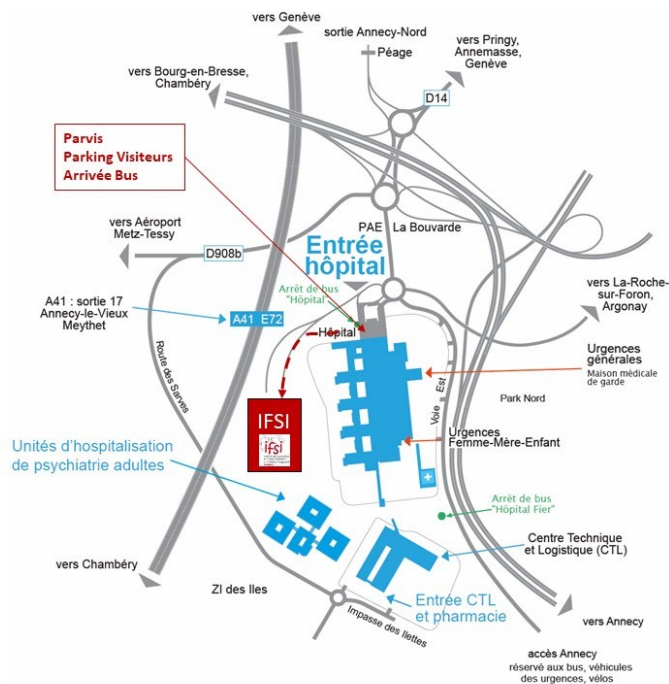 vers Genève
sortie Annecy-Nord
Péage
vers Pringy,
Annemasse,
Genève
vers Bourg-en-Bresse,
Chambéry
D14
Parvis
Parking Visiteurs
Arrivée Bus
vers Aéroport
Metz-Tessy
D908b
PAE La Bouvarde
Entrée
hôpital
Arrêt de bus
"Hôpital"
vers La-Roche-
sur-Foron,
Argonay
A41 : sortie 17
Annecy-le-Vieux
Meythet
A41 E72
Hôpital
Urgences
générales
Maison médicale
de garde
Route des Sarves
Voie Est
Park Nord
IFSI
ifsi
Urgences
Femme-Mère-Enfant
Unités d'hospitalisation
de psychiatrie adultes
Arrêt de bus
"Hôpital Fier"
Centre Technique
et Logistique (CTL)
vers Chambéry
ZI des Iles
Entrée CTL
et pharmacie
Impasse des Ilettes
vers Annecy
accès Annecy
réservé aux bus, véhicules
des urgences, vélos